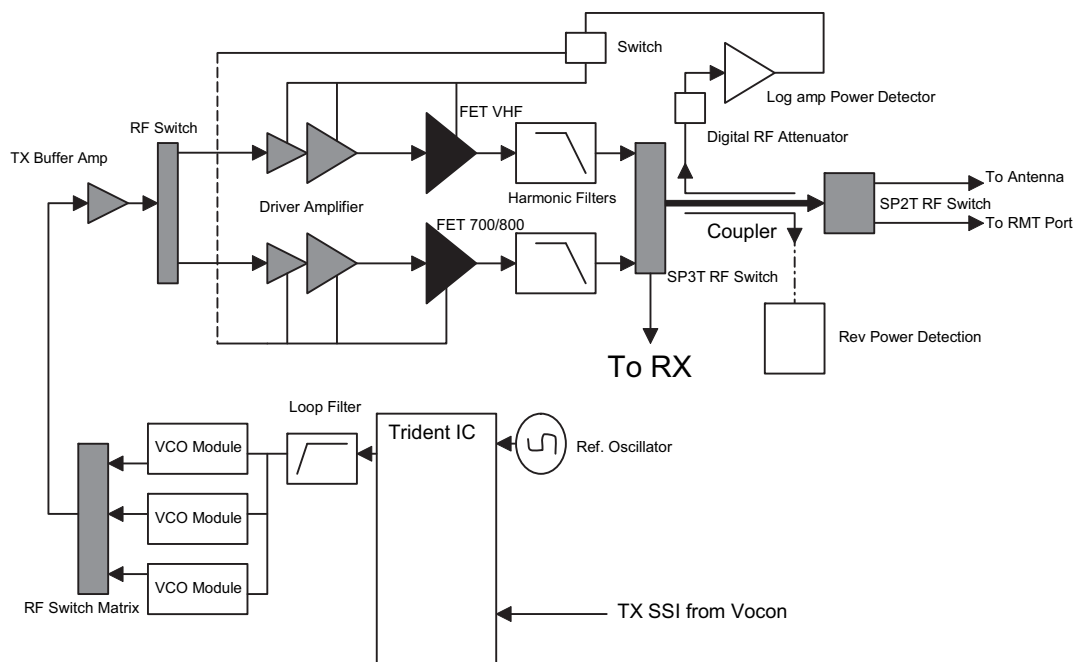 Switch
Log amp Power Detector
FET VHF
RF Switch
Digital RF Attenuator
TX Buffer Amp
To Antenna
Harmonic Filters
SP2T RF Switch
Driver Amplifier
To RMT Port
FET 700/800
Coupler
SP3T RF Switch
Rev Power Detection
To RX
Loop Filter
Trident IC
VCO Module
Ref. Oscillator
VCO Module
VCO Module
RF Switch Matrix
TX SSI from Vocon